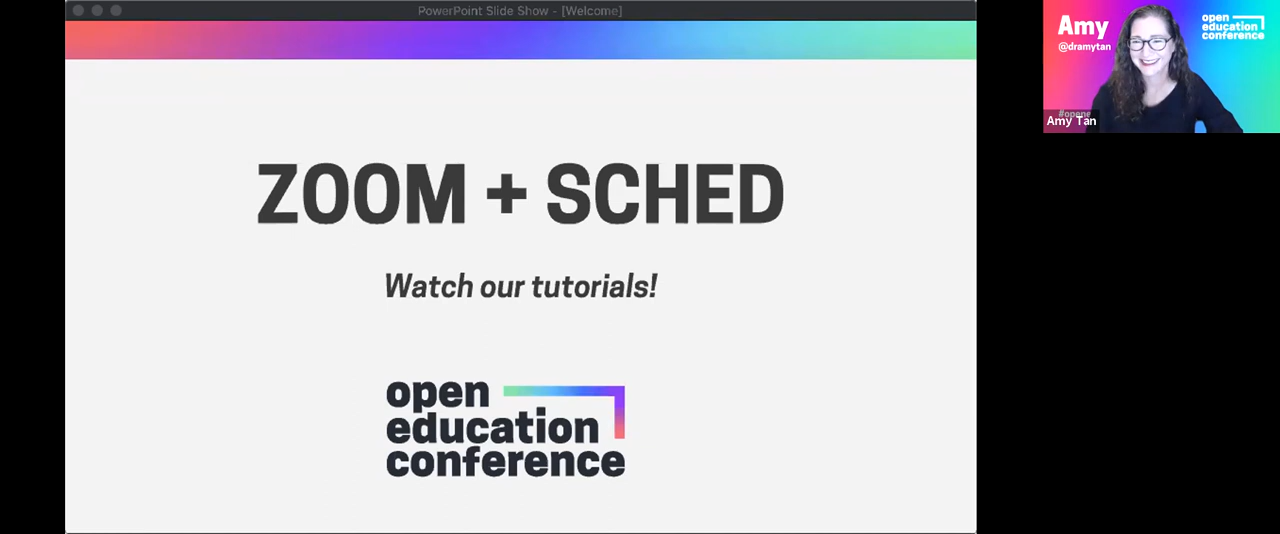 PowerPoint Slide Show - [Welcome]
ZOOM + SCHED
Watch our tutorials!
open
education
conference
Amy
@dramytan
open
education
conference
#opene
Amy Tan